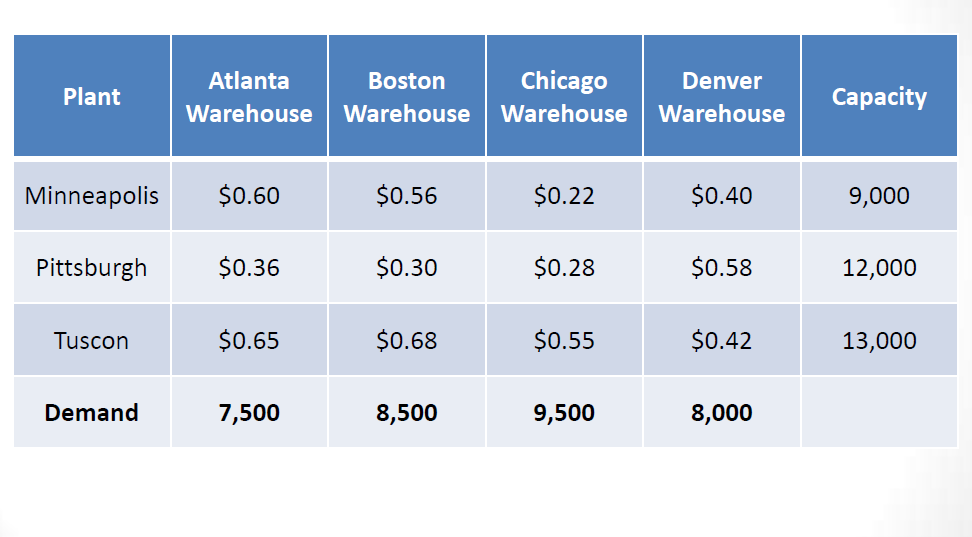 Plant Atlanta Warehouse Boston Warehouse Chicago Warehouse Denver Warehouse Capacity
Minneapolis $0.60 $0.56 $0.22 $0.40 9,000
Pittsburgh $0.36 $0.30 $0.28 $0.58 12,000
Tuscon $0.65 $0.68 $0.55 $0.42 13,000
Demand 7,500 8,500 9,500 8,000